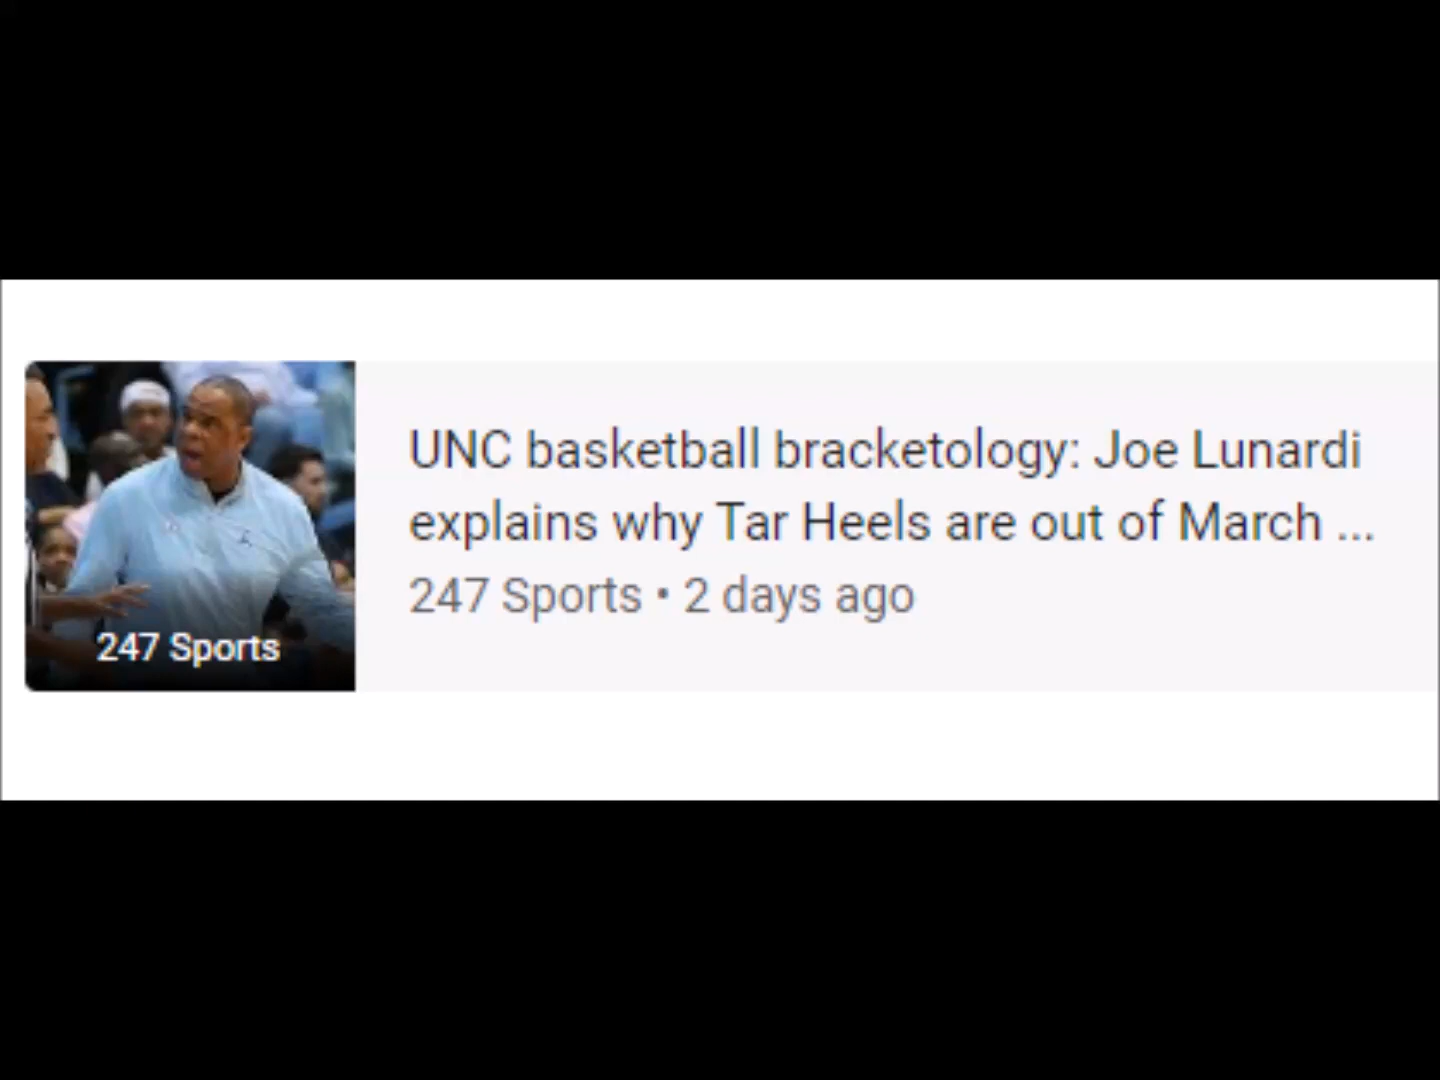 UNC basketball bracketology: Joe Lunardi
explains why Tar Heels are out of March ...
247 Sports • 2 days ago
247 Sports